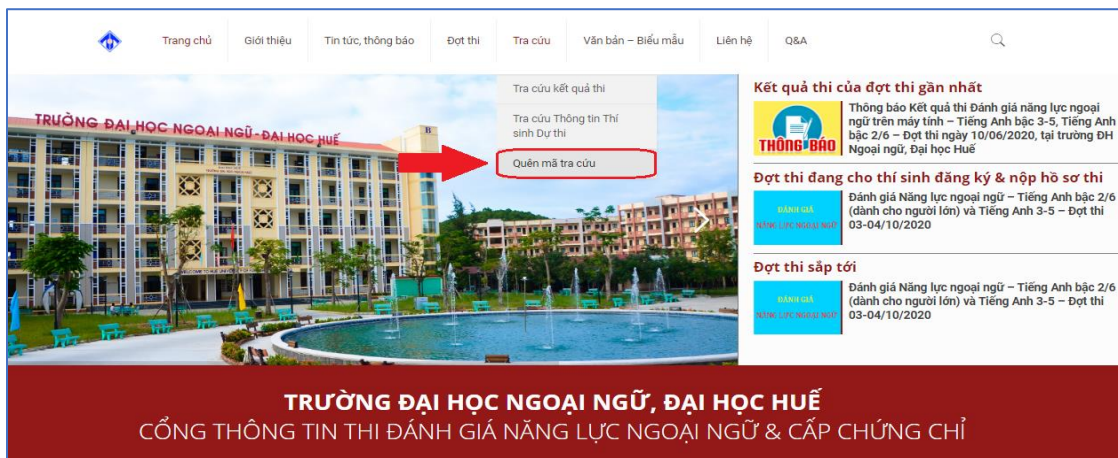 Trang chủ
Giới thiệu
Tin tức, thông báo
Đợt thi
Tra cứu
Văn bản – Biểu mẫu
Liên hệ
Q&A
Tra cứu kết quả thi
Tra cứu Thông tin Thí
sinh Dự thi
Quên mã tra cứu
TRƯỜNG ĐẠI HỌC NGOẠI NGỮ - ĐẠI HỌC HUẾ
B
Kết quả thi của đợt thi gần nhất
THÔNG BÁO
Thông báo Kết quả thi Đánh giá năng lực ngoại
ngữ trên máy tính – Tiếng Anh bậc 3-5, Tiếng Anh
bậc 2/6 – Đợt thi ngày 10/06/2020, tại trường ĐH
Ngoại ngữ, Đại học Huế
Đợt thi đang cho thí sinh đăng ký & nộp hồ sơ thi
ĐÁNH GIÁ
NĂNG LỰC NGOẠI NGỮ
Đánh giá Năng lực ngoại ngữ – Tiếng Anh bậc 2/6
(dành cho người lớn) và Tiếng Anh 3-5 – Đợt thi
03-04/10/2020
Đợt thi sắp tới
ĐÁNH GIÁ
NĂNG LỰC NGOẠI NGỮ
Đánh giá Năng lực ngoại ngữ – Tiếng Anh bậc 2/6
(dành cho người lớn) và Tiếng Anh 3-5 – Đợt thi
03-04/10/2020
TRƯỜNG ĐẠI HỌC NGOẠI NGỮ, ĐẠI HỌC HUẾ
CỔNG THÔNG TIN THI ĐÁNH GIÁ NĂNG LỰC NGOẠI NGỮ & CẤP CHỨNG CHỈ